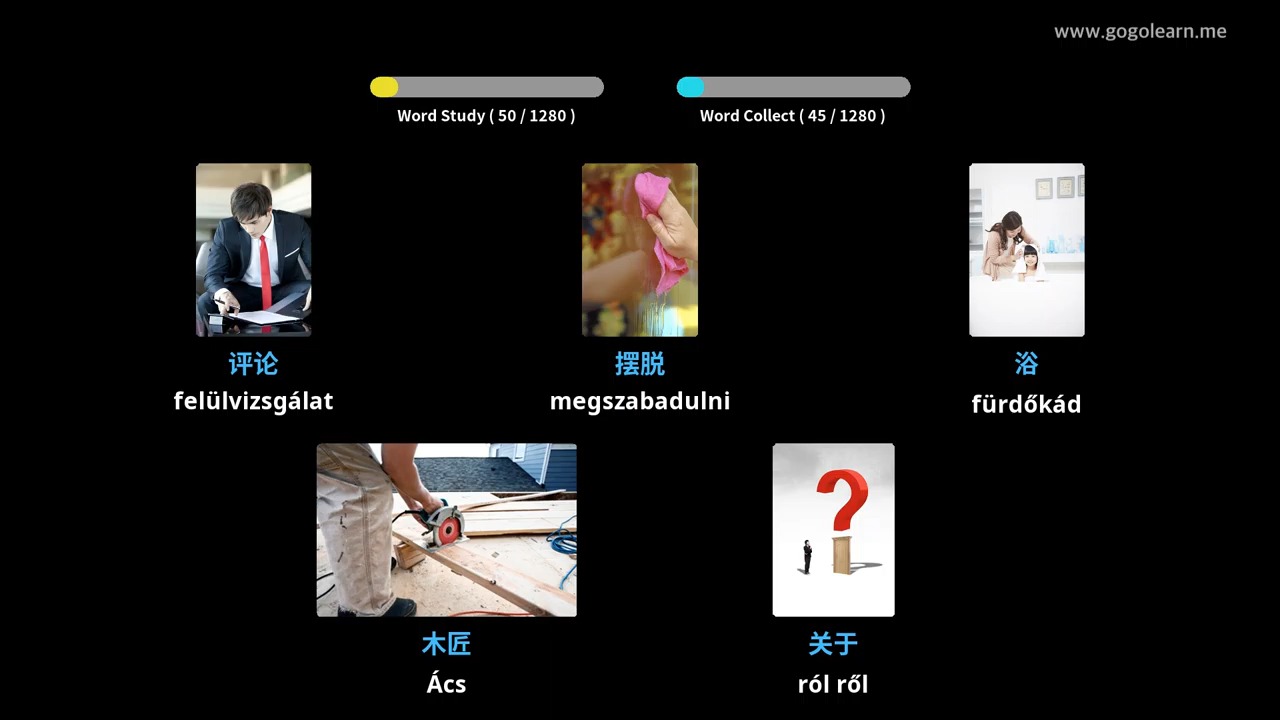 www.gogolearn.me
Word Study ( 50 / 1280 )
Word Collect ( 45 / 1280 )
评论
felülvizsgálat
摆脱
megszabadulni
浴
fürdőkád
木匠
Ács
关于
ról ről